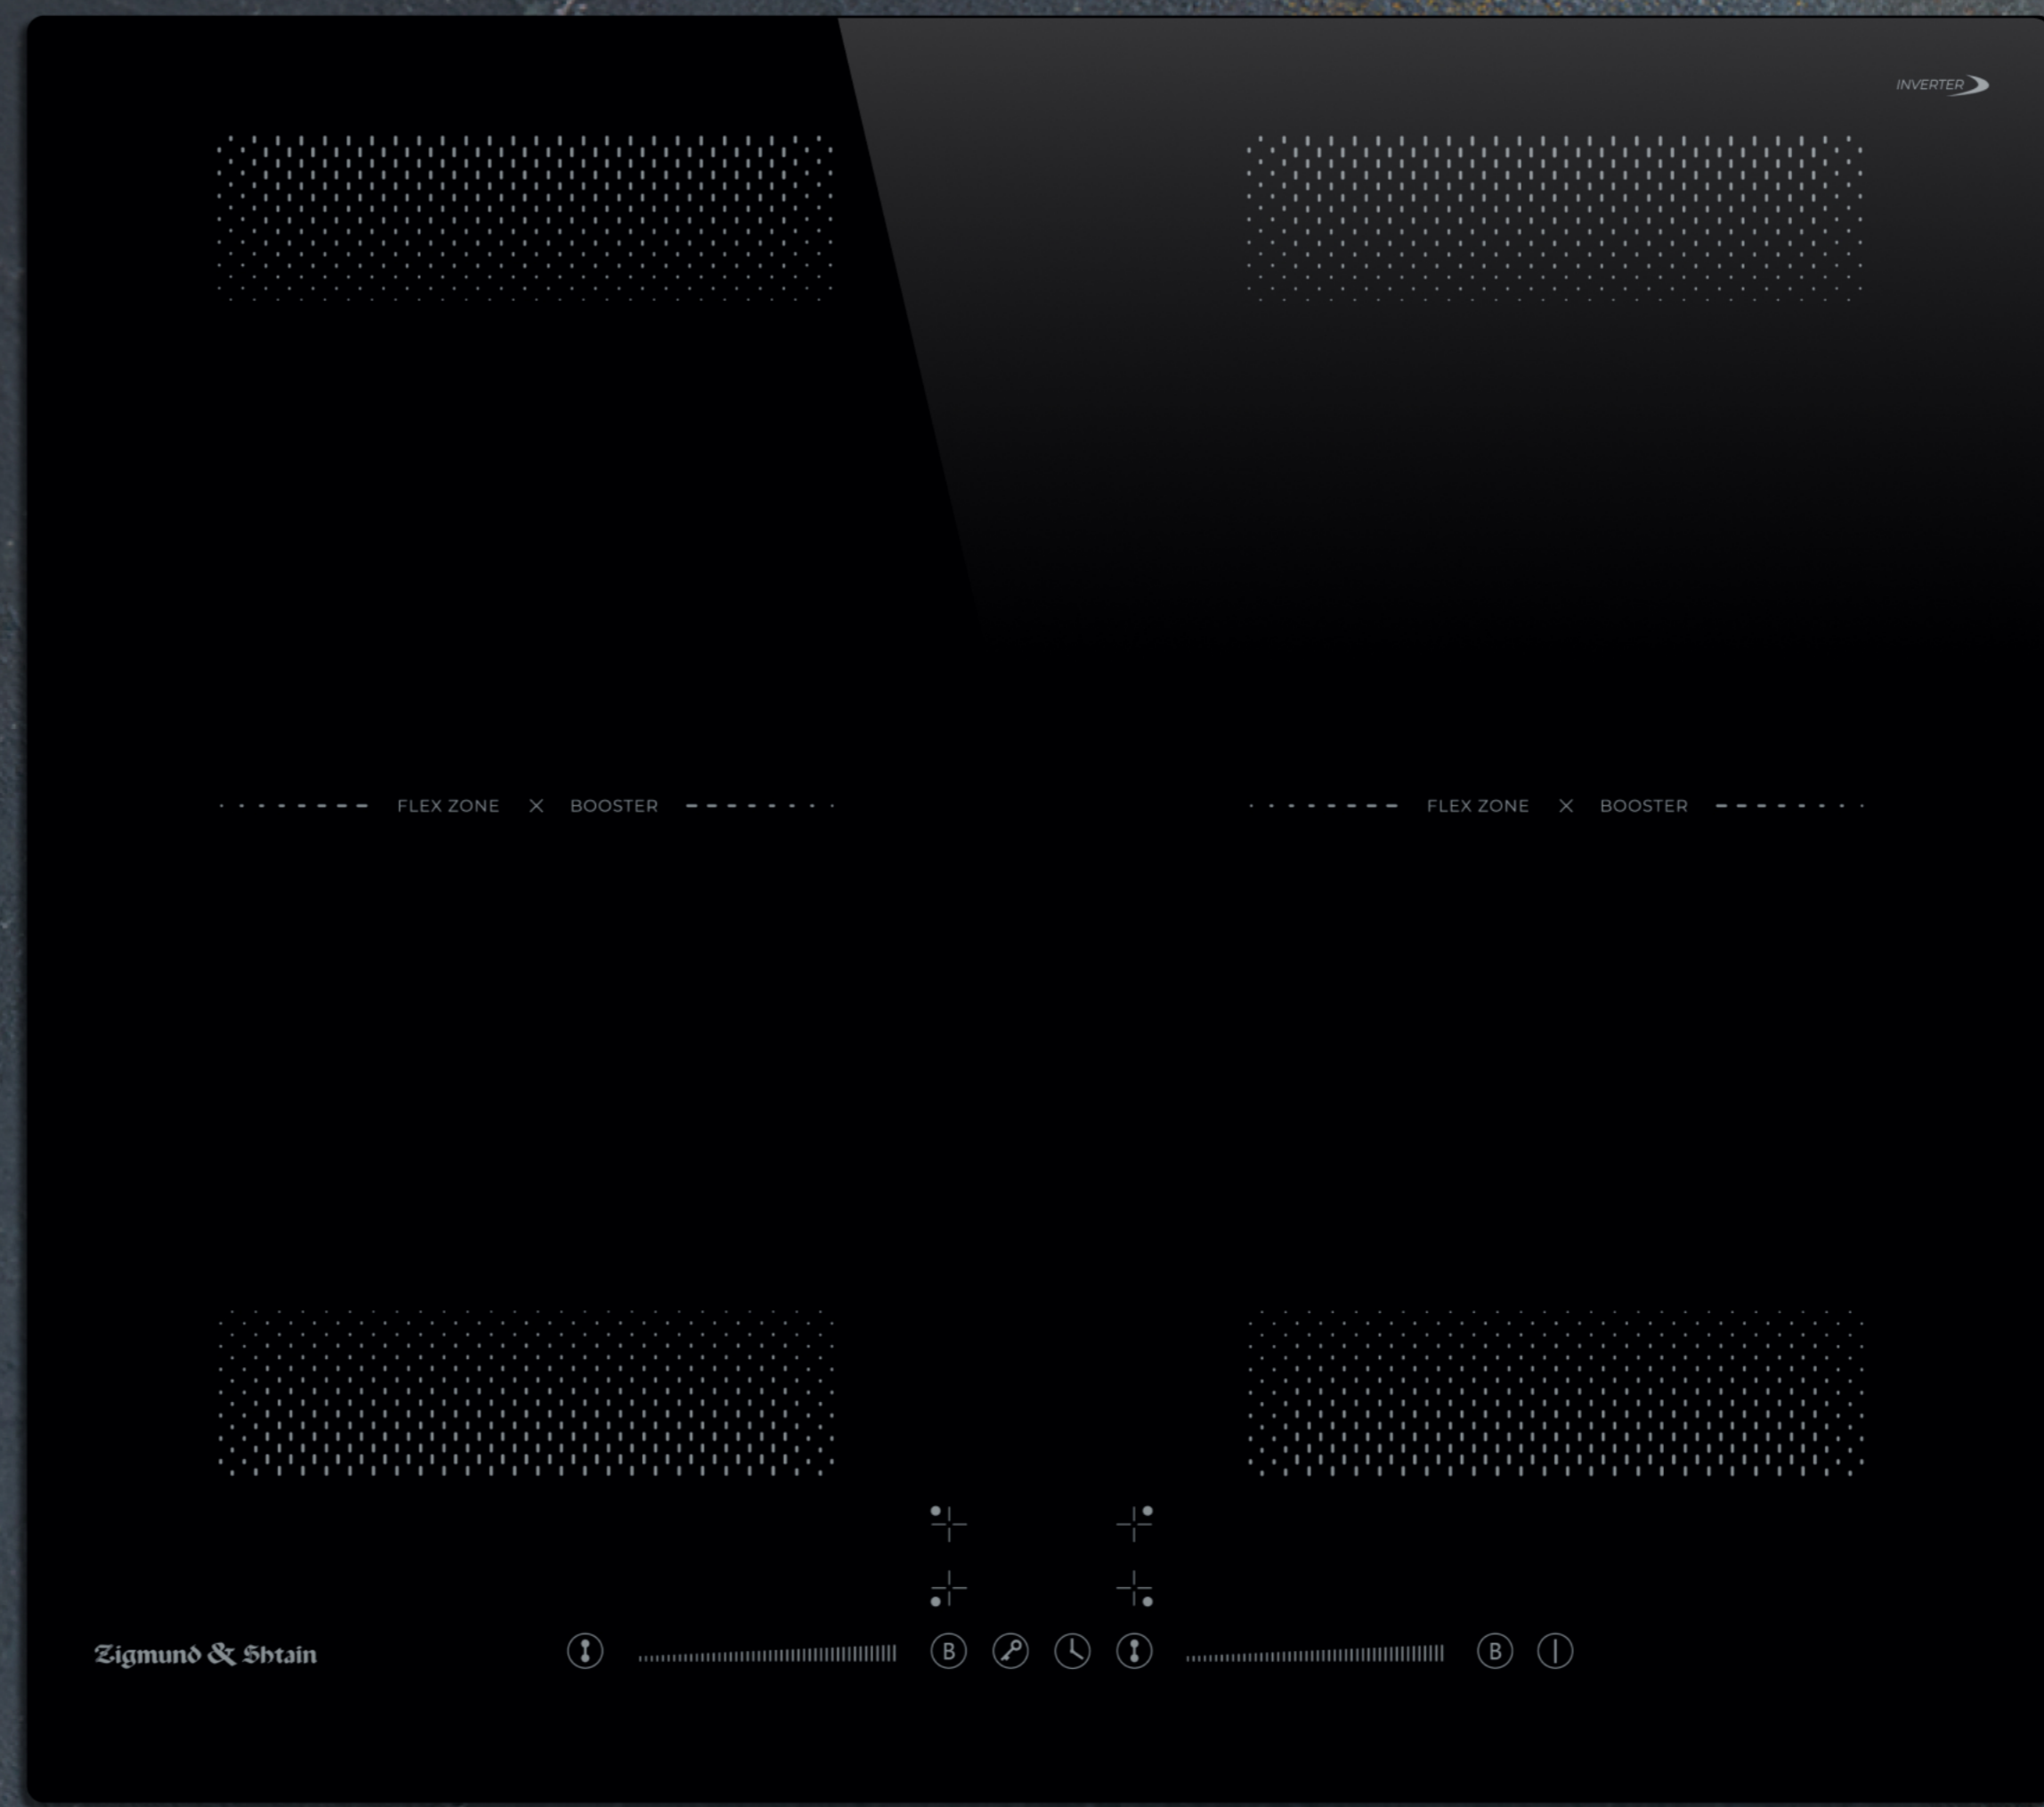 INVERTER
FLEX ZONE X BOOSTER
FLEX ZONE X BOOSTER
Zigmund & Shtain
B
B